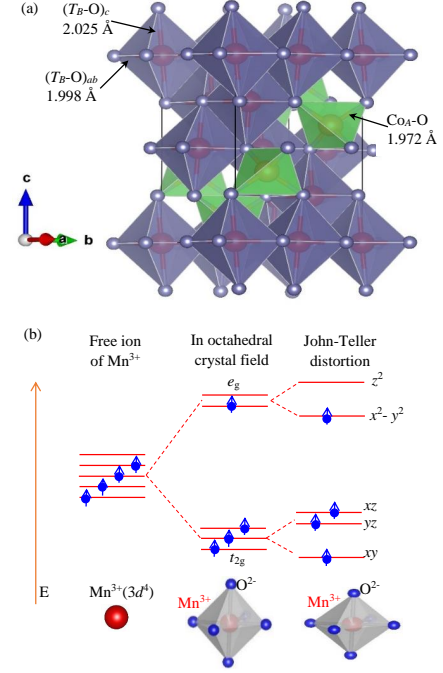 (a)
(T_B-O)_c
2.025 Å
(T_B-O)_ab
1.998 Å
Co_A-O
1.972 Å
c
a
b
(b)
Free ion
of Mn³⁺
In octahedral
crystal field
John-Teller
distortion
e_g
z²
x²- y²
xz
yz
xy
t_2g
E
Mn³⁺(3d⁴)
O²⁻
Mn³⁺
O²⁻
Mn³⁺